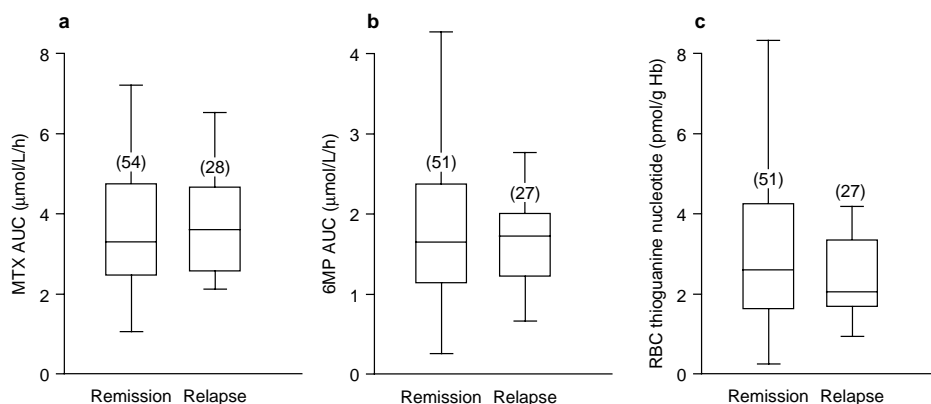 a
MTX AUC (μmol/L/h)
8
6
4
2
0
(54)
(28)
Remission Relapse
b
6MP AUC (μmol/L/h)
4
3
2
1
0
(51)
(27)
Remission Relapse
c
RBC thioguanine nucleotide (pmol/g Hb)
8
6
4
2
0
(51)
(27)
Remission Relapse